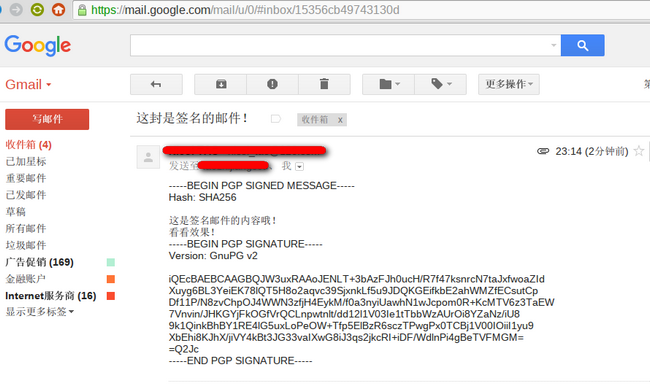 https://mail.google.com/mail/u/0/#inbox/15356cb49743130d
Google
Gmail
更多操作
写邮件
收件箱 (4)
已加星标
重要邮件
已发邮件
草稿
所有邮件
垃圾邮件
广告促销 (169)
金融账户
Internet服务商 (16)
显示更多标签
这封是签名的邮件！
收件箱 x
23:14 (2分钟前)
发送至
我
-----BEGIN PGP SIGNED MESSAGE-----
Hash: SHA256
这是签名邮件的内容哦！
看看效果！
-----BEGIN PGP SIGNATURE-----
Version: GnuPG v2
iQEcBAEBCAAGBQJW3uxRAAoJENLT+3bAzFJh0ucH/R7f47ksnrcN7taJxfwoaZId
Xuyg6BL3YeiEK78lQT5H8o2aqvc39SjxnkLf5u9JDQKGEifkbE2ahWMZfECsutCp
Df11P/N8zvChpOJ4WWN3zfjH4EykM/f0a3nyiUawhN1wJcpom0R+KcMTV6z3TaEW
7Vnvin/JHKGYjFkOGfVrQCLnpwtnlt/dd12l1V03Ie1tTbbWzAUrOi8YZaNz/iU8
9k1QinkBhBY1RE4lG5uxLoPeOW+Tfp5ElBzR6sczTPwgPx0TCBj1V00IOiiI1yu9
XbEhi8KJhX/jiVY4kBt3JG33vaIXwG8iJ3qs2jkcRI+iDF/WdlnPi4gBeTVFMGM=
=Q2Jc
-----END PGP SIGNATURE-----